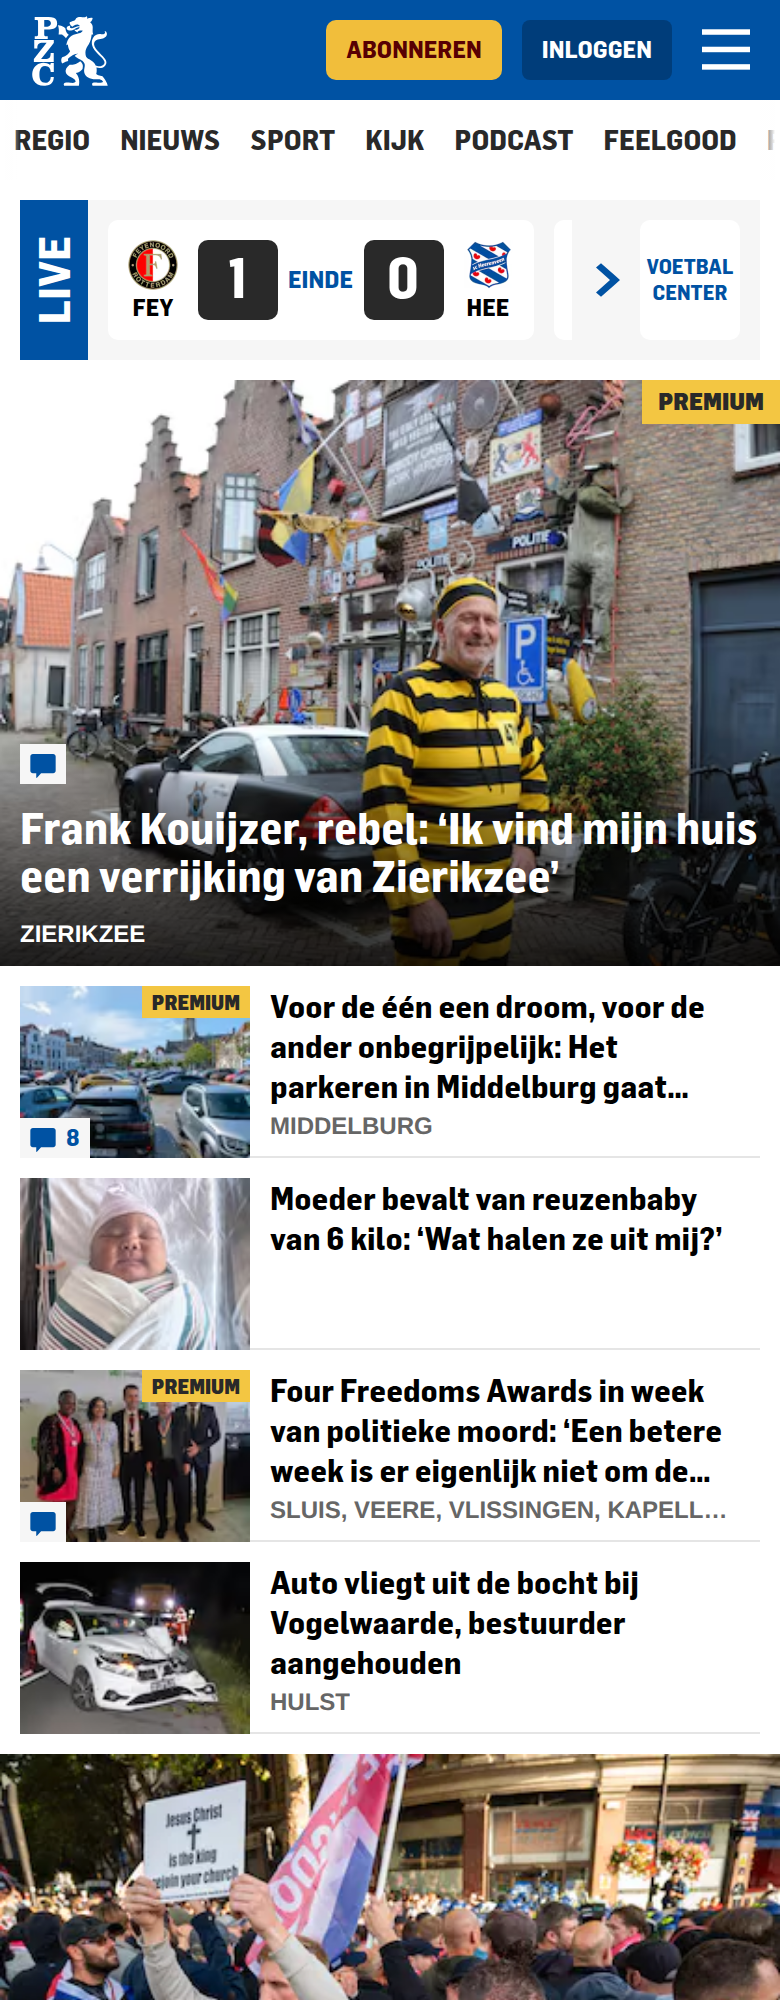 PZC
ABONNEREN
INLOGGEN
REGIO NIEUWS SPORT KIJK PODCAST FEELGOOD
LIVE
FEYENOORD
ROTTERDAM
FEY
1
EINDE
0
HEE
VOETBAL
CENTER
PREMIUM
POLITIE
POLITIE
P
Frank Kouijzer, rebel: ‘Ik vind mijn huis
een verrijking van Zierikzee’
ZIERIKZEE
PREMIUM
8
Voor de één een droom, voor de
ander onbegrijpelijk: Het
parkeren in Middelburg gaat...
MIDDELBURG
Moeder bevalt van reuzenbaby
van 6 kilo: ‘Wat halen ze uit mij?’
PREMIUM
Four Freedoms Awards in week
van politieke moord: ‘Een betere
week is er eigenlijk niet om de...
SLUIS, VEERE, VLISSINGEN, KAPELL...
Auto vliegt uit de bocht bij
Vogelwaarde, bestuurder
aangehouden
HULST
Jesus Christ
is the king
rejoin your church